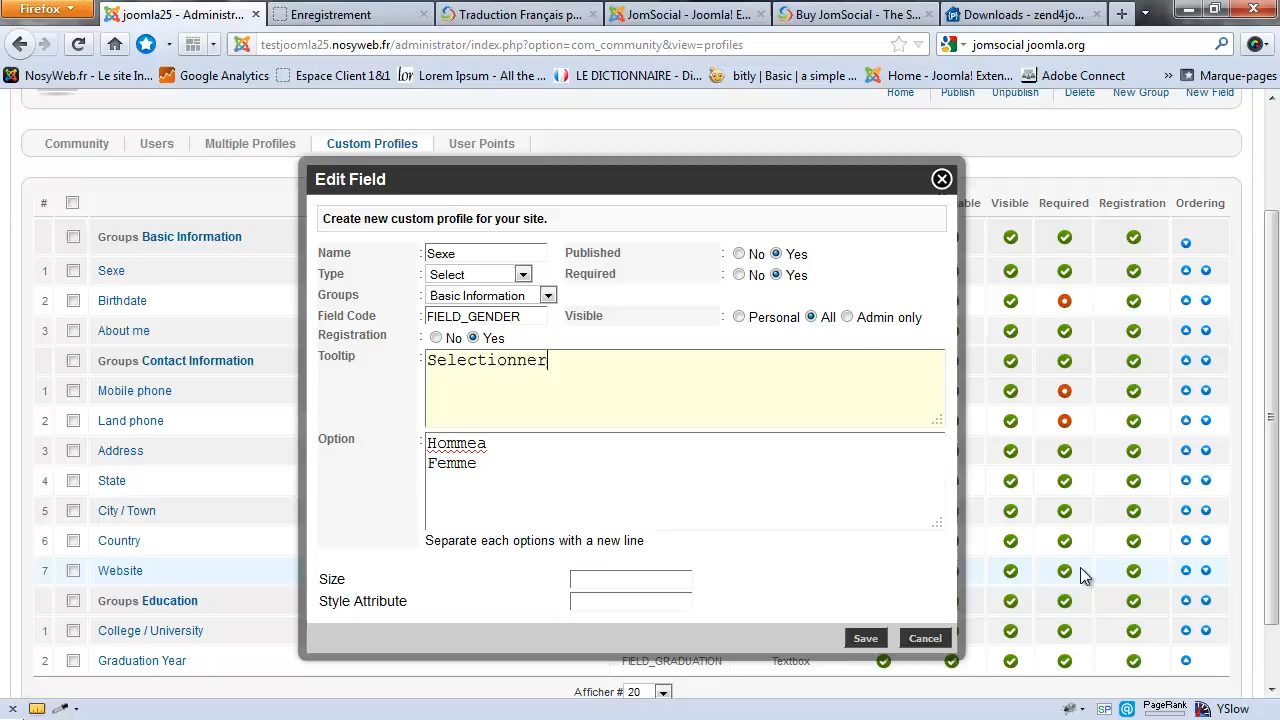 Firefox
joomla25 - Administr...
Enregistrement
Traduction Français p...
JomSocial - Joomla! E...
Buy JomSocial - The S...
Downloads - zend4jo...
testjoomla25.nosyweb.fr/administrator/index.php?option=com_community&view=profiles
jomsocial joomla.org
NosyWeb.fr - Le site In...
Google Analytics
Espace Client 1&1
Lorem Ipsum - All the ...
LE DICTIONNAIRE - Di...
bitly | Basic | a simple ...
Home - Joomla! Exten...
Adobe Connect
»
Marque-pages
Home
Publish
Unpublish
Delete
New Group
New Field
Community
Users
Multiple Profiles
Custom Profiles
User Points
Edit Field
#
able
Visible
Required
Registration
Ordering
Create new custom profile for your site.
Groups Basic Information
Name : Sexe
Published : No Yes
1 Sexe
Type : Select
Required : No Yes
2 Birthdate
Groups : Basic Information
Field Code : FIELD_GENDER
Visible : Personal All Admin only
3 About me
Registration : No Yes
Groups Contact Information
Tooltip : Selectionner
1 Mobile phone
2 Land phone
Option : Hommea
Femme
3 Address
4 State
5 City / Town
6 Country
Separate each options with a new line
7 Website
Size
Groups Education
Style Attribute
1 College / University
Save
Cancel
2 Graduation Year
FIELD_GRADUATION
Textbox
Afficher # 20
SP
PageRank
YSlow